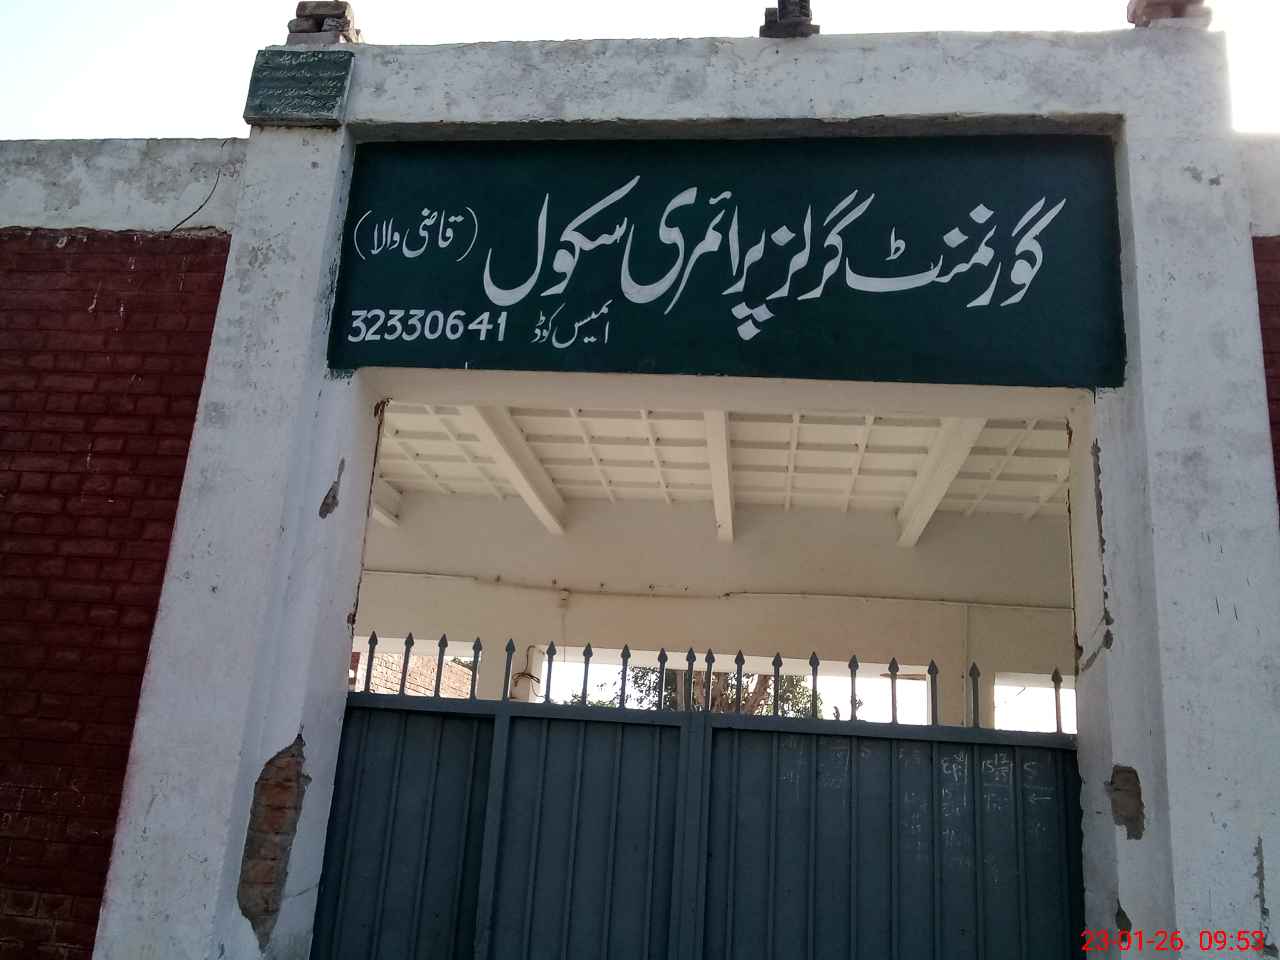 گورنمنٹ گرلز پرائمری سکول (قاضی والا)
ایمیس کوڈ 32330641
23-01-26 09:53